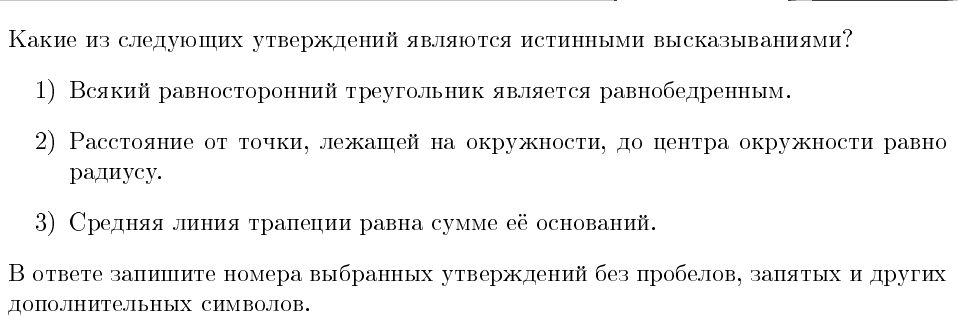 Какие из следующих утверждений являются истинными высказываниями?
1) Всякий равносторонний треугольник является равнобедренным.
2) Расстояние от точки, лежащей на окружности, до центра окружности равно
радиусу.
3) Средняя линия трапеции равна сумме её оснований.
В ответе запишите номера выбранных утверждений без пробелов, запятых и других
дополнительных символов.